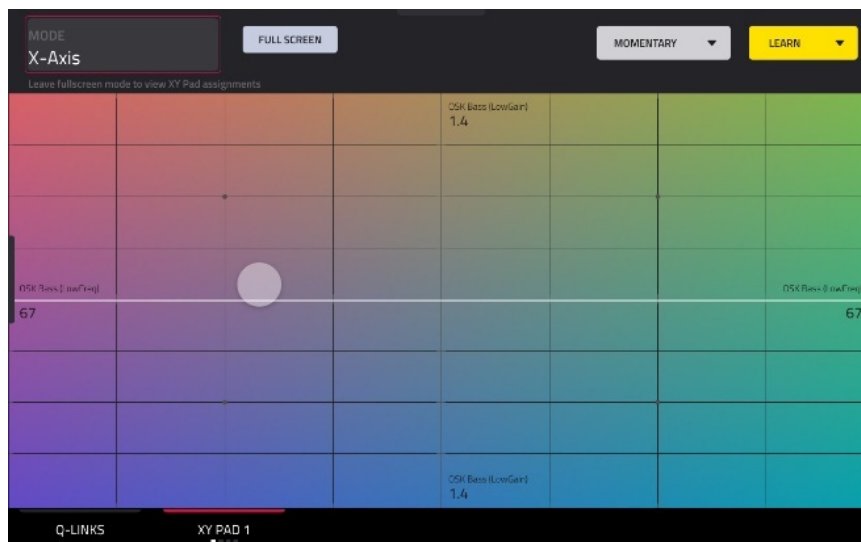 MODE
X-Axis
FULL SCREEN
MOMENTARY
LEARN
Leave fullscreen mode to view XY Pad assignments
OSK Bass (LowGain)
1.4
OSK Bass (LowFreq)
67
OSK Bass (LowFreq)
67
OSK Bass (LowGain)
1.4
Q-LINKS
XY PAD 1